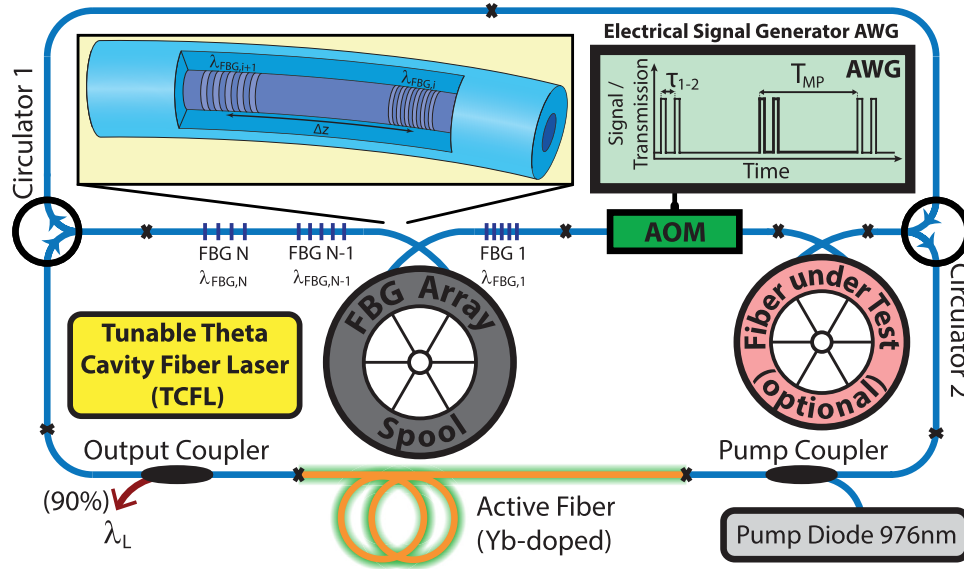 Electrical Signal Generator AWG
AWG
Signal /
Transmission
τ1-2
TMP
Time
λFBG,i+1
λFBG,i
Δz
Circulator 1
Circulator 2
FBG N
λFBG,N
FBG N-1
λFBG,N-1
FBG 1
λFBG,1
AOM
FBG Array
Spool
Fiber under Test
(optional)
Tunable Theta
Cavity Fiber Laser
(TCFL)
Output Coupler
(90%)
λL
Active Fiber
(Yb-doped)
Pump Coupler
Pump Diode 976nm